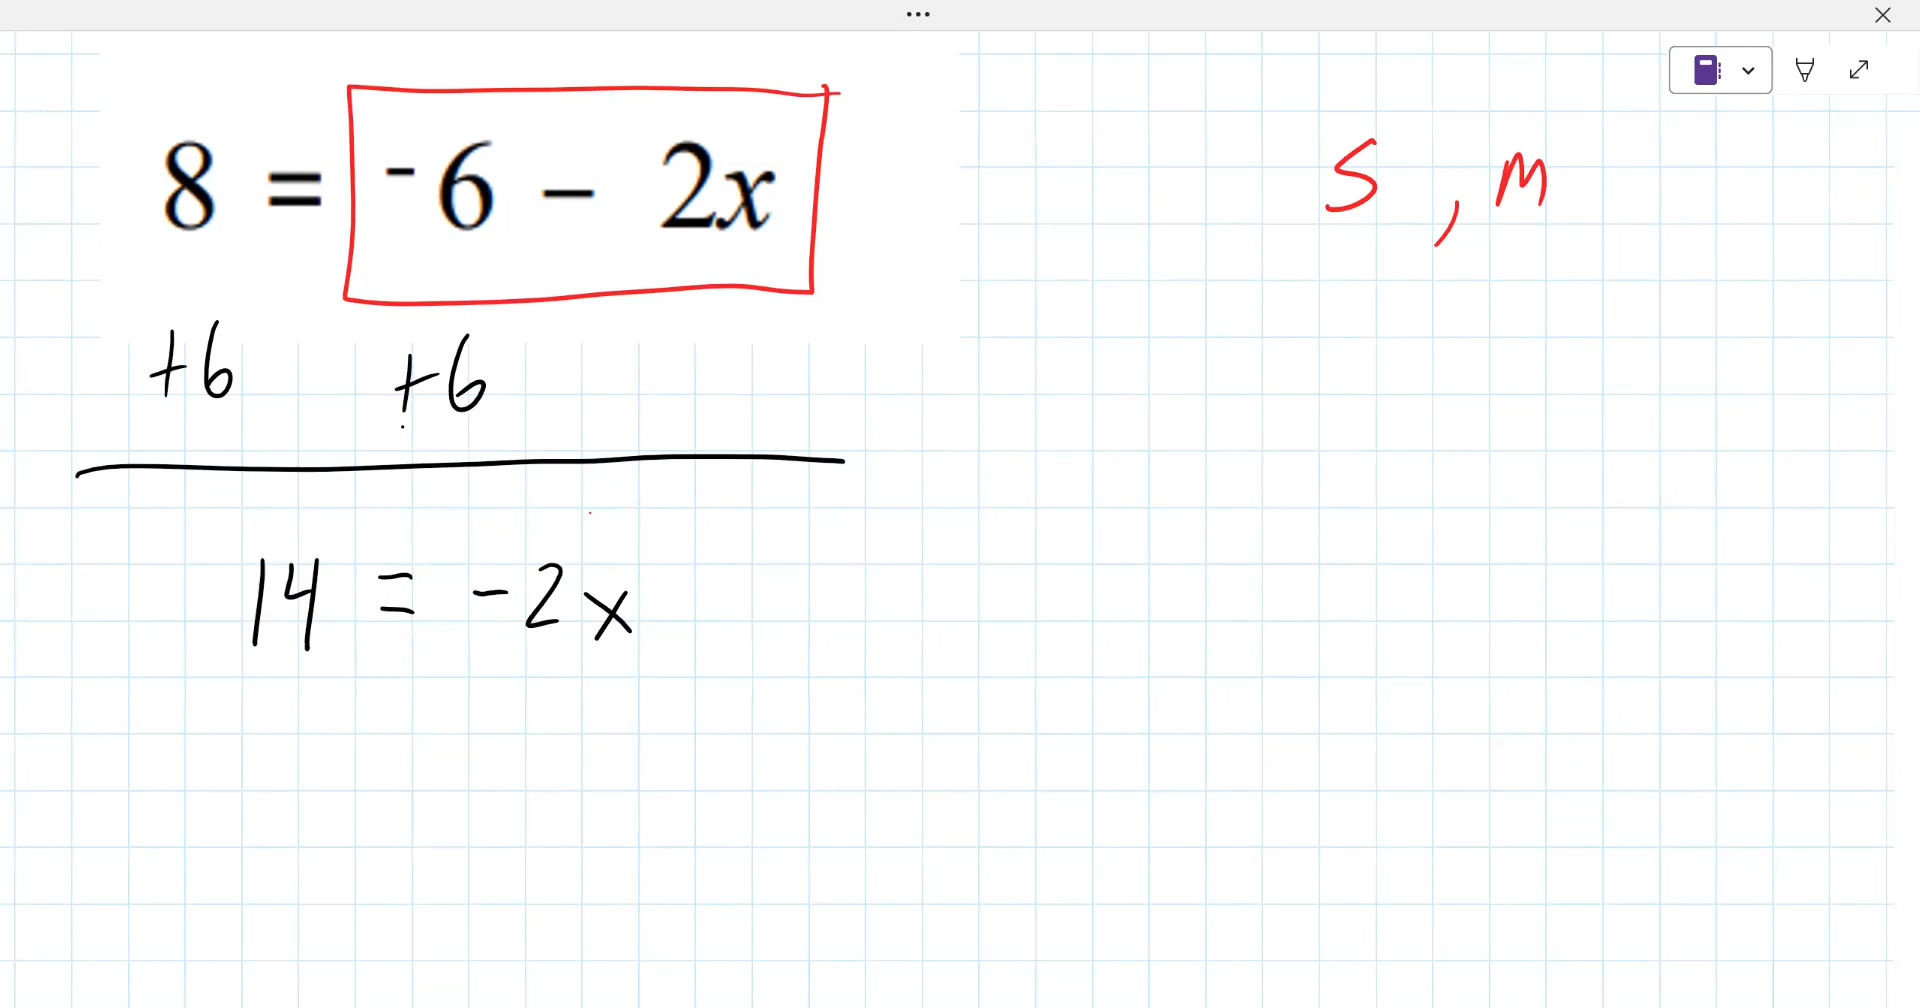 8 = ⁻6 − 2x
S , M
+6 +6
14 = -2x